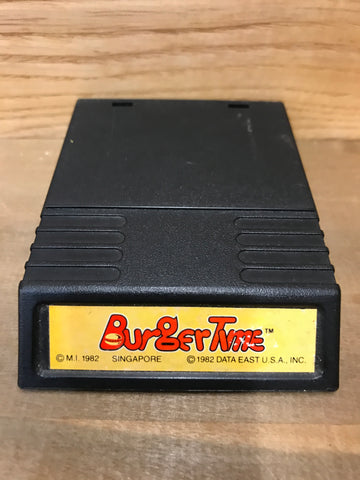 BurgerTime™
© M.I. 1982 SINGAPORE © 1982 DATA EAST U.S.A., INC.